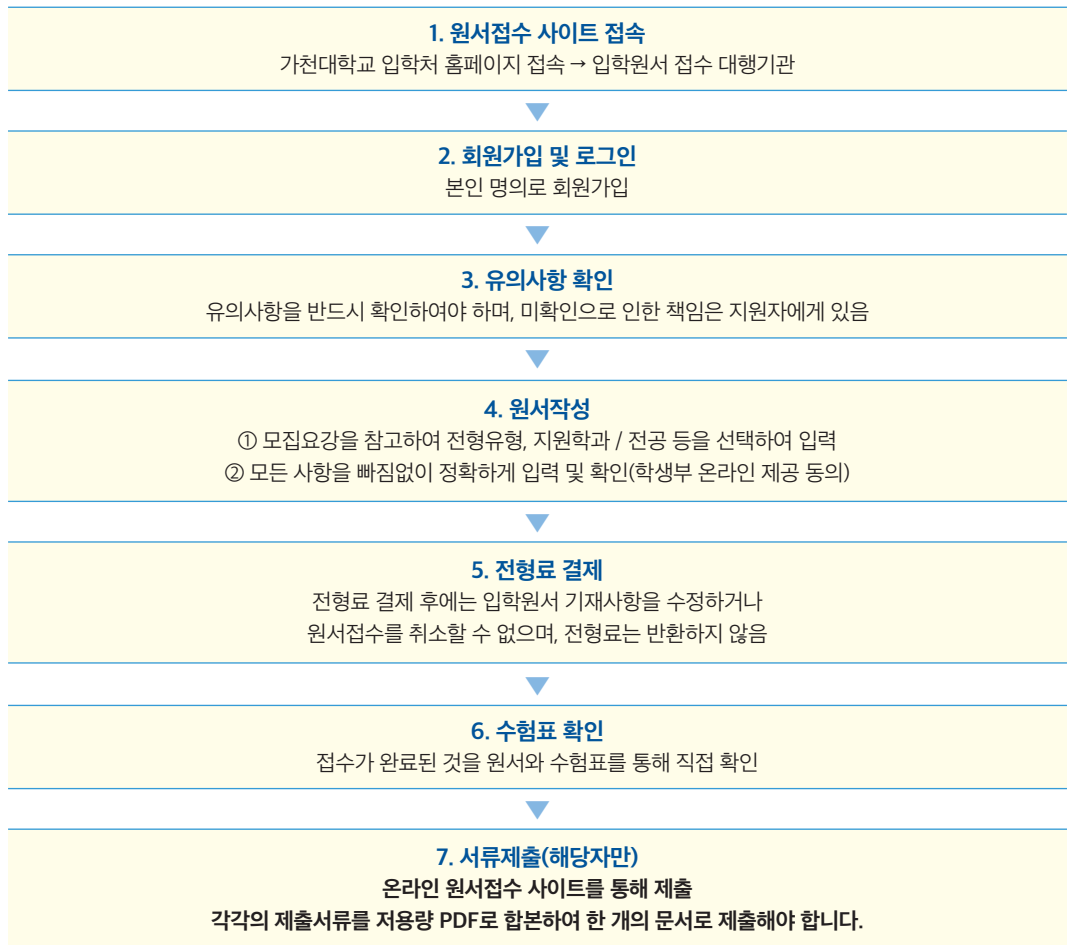 1. 원서접수 사이트 접속
가천대학교 입학처 홈페이지 접속 → 입학원서 접수 대행기관
2. 회원가입 및 로그인
본인 명의로 회원가입
3. 유의사항 확인
유의사항을 반드시 확인하여야 하며, 미확인으로 인한 책임은 지원자에게 있음
4. 원서작성
① 모집요강을 참고하여 전형유형, 지원학과 / 전공 등을 선택하여 입력
② 모든 사항을 빠짐없이 정확하게 입력 및 확인(학생부 온라인 제공 동의)
5. 전형료 결제
전형료 결제 후에는 입학원서 기재사항을 수정하거나
원서접수를 취소할 수 없으며, 전형료는 반환하지 않음
6. 수험표 확인
접수가 완료된 것을 원서와 수험표를 통해 직접 확인
7. 서류제출(해당자만)
온라인 원서접수 사이트를 통해 제출
각각의 제출서류를 저용량 PDF로 합본하여 한 개의 문서로 제출해야 합니다.